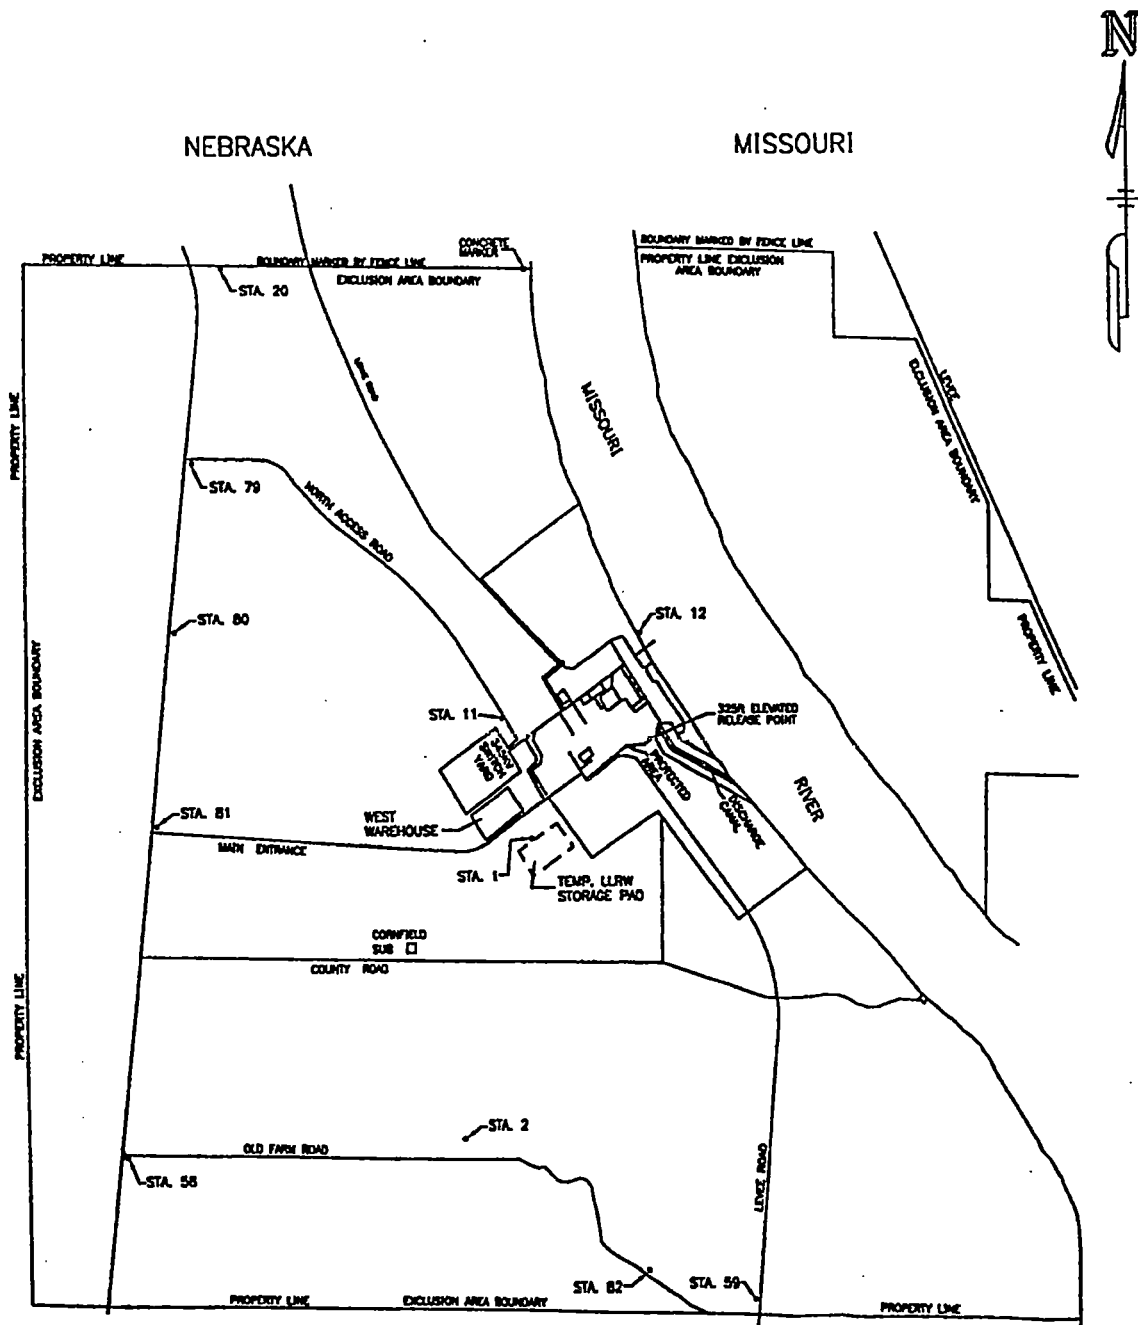 N
NEBRASKA
MISSOURI
CONCRETE
MARKER
PROPERTY LINE
BOUNDARY MARKED BY FENCE LINE
EXCLUSION AREA BOUNDARY
BOUNDARY MARKED BY FENCE LINE
PROPERTY LINE EXCLUSION
AREA BOUNDARY
STA. 20
LEVEE ROAD
MISSOURI
LEVEE
EXCLUSION AREA BOUNDARY
PROPERTY LINE
STA. 79
NORTH ACCESS ROAD
STA. 80
STA. 12
PROPERTY LINE
EXCLUSION AREA BOUNDARY
STA. 11
325ft ELEVATED
RELEASE POINT
345KV
SWITCH
YARD
PROTECTED
AREA
DISCHARGE
CANAL
RIVER
STA. 81
WEST
WAREHOUSE
MAIN ENTRANCE
STA. 1
TEMP. LLRW
STORAGE PAD
CORNFIELD
SUB
COUNTY ROAD
PROPERTY LINE
STA. 2
OLD FARM ROAD
STA. 58
LEVEE ROAD
STA. 82
STA. 59
PROPERTY LINE
EXCLUSION AREA BOUNDARY
PROPERTY LINE